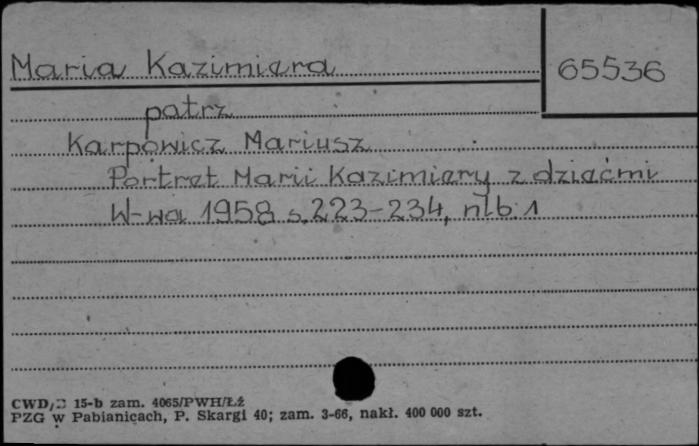 Maria Kazimiera
65536
patrz
Karpowicz Mariusz
Portret Marii Kazimiery z dziećmi
W-wa 1958 s. 223-234, nlb. 1
CWD/ 15-b zam. 4065/PWH/Łź
PZG w Pabianicach, P. Skargi 40; zam. 3-66, nakł. 400 000 szt.